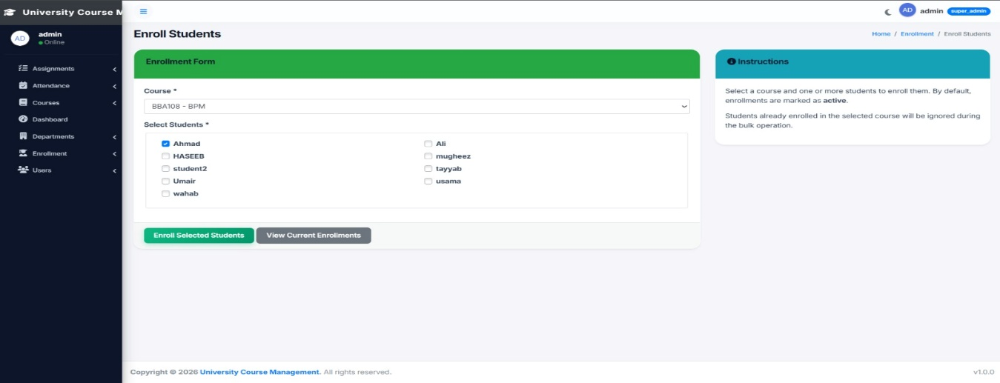 University Course M
AD admin super_admin
AD admin
Online
Assignments
Attendance
Courses
Dashboard
Departments
Enrollment
Users
Enroll Students
Home / Enrollment / Enroll Students
Enrollment Form
Course *
BBA108 - BPM
Select Students *
Ahmad Ali
HASEEB mugheez
student2 tayyab
Umair usama
wahab
Enroll Selected Students View Current Enrollments
Instructions
Select a course and one or more students to enroll them. By default,
enrollments are marked as active.
Students already enrolled in the selected course will be ignored during
the bulk operation.
Copyright © 2026 University Course Management. All rights reserved. v1.0.0